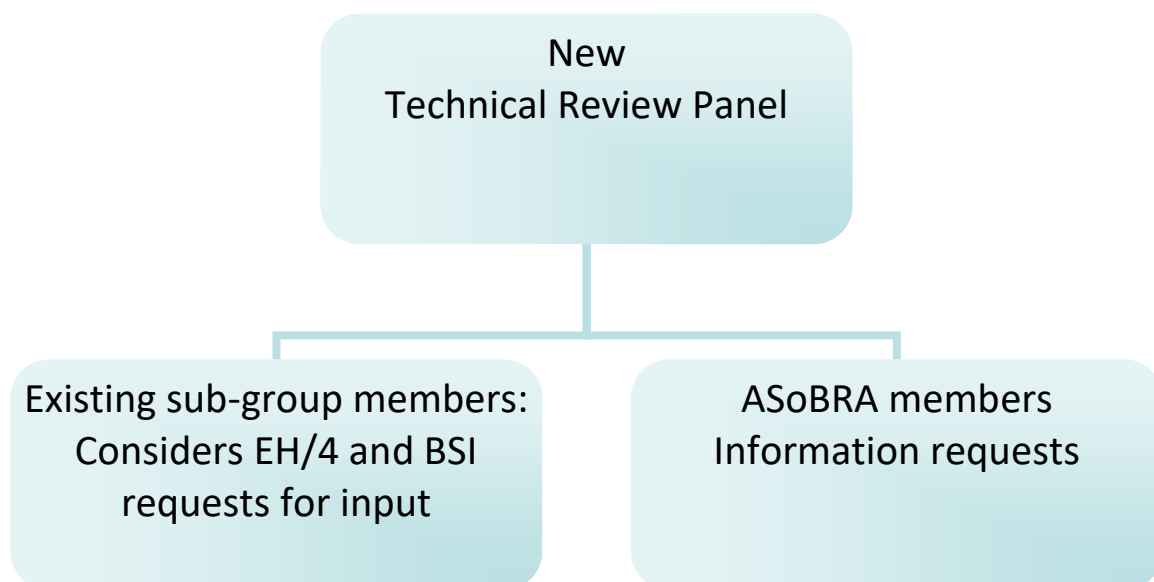 New
Technical Review Panel
Existing sub-group members:
Considers EH/4 and BSI
requests for input
ASoBRA members
Information requests